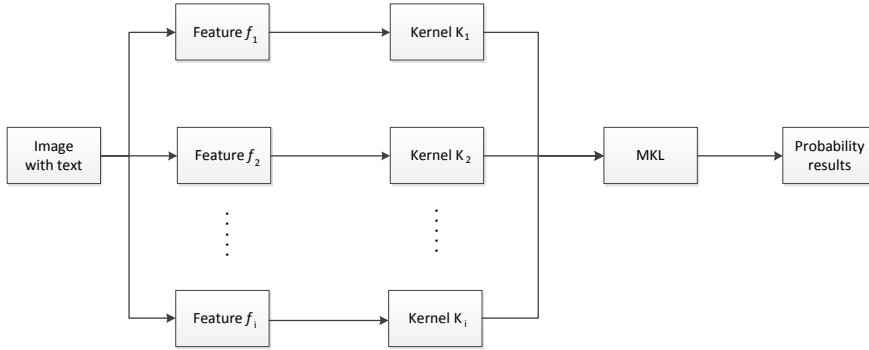 Feature f₁
Kernel K₁
Image
with text
Feature f₂
Kernel K₂
MKL
Probability
results
Feature fᵢ
Kernel Kᵢ